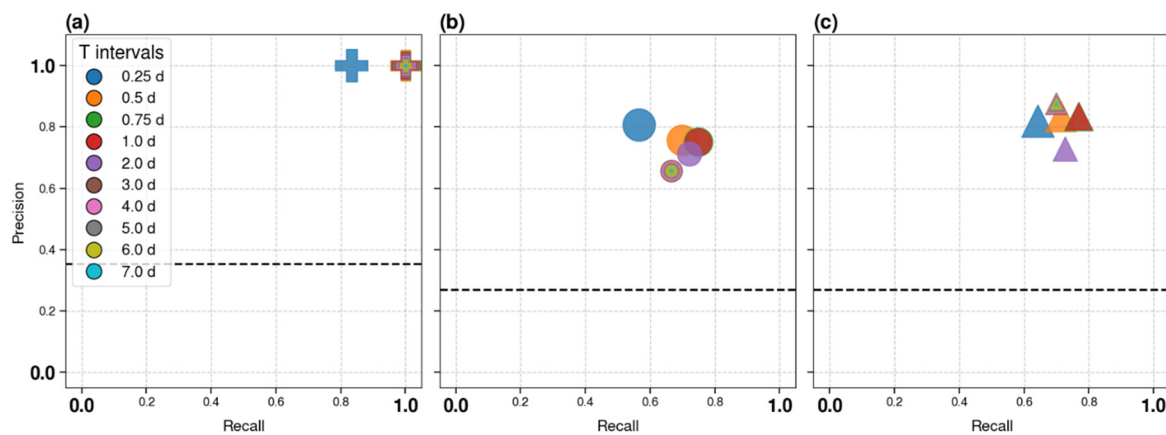 (a)
(b)
(c)
T intervals
0.25 d
0.5 d
0.75 d
1.0 d
2.0 d
3.0 d
4.0 d
5.0 d
6.0 d
7.0 d
Precision
1.0
0.8
0.6
0.4
0.2
0.0
0.0 0.2 0.4 0.6 0.8 1.0
0.0 0.2 0.4 0.6 0.8 1.0
0.0 0.2 0.4 0.6 0.8 1.0
Recall
Recall
Recall